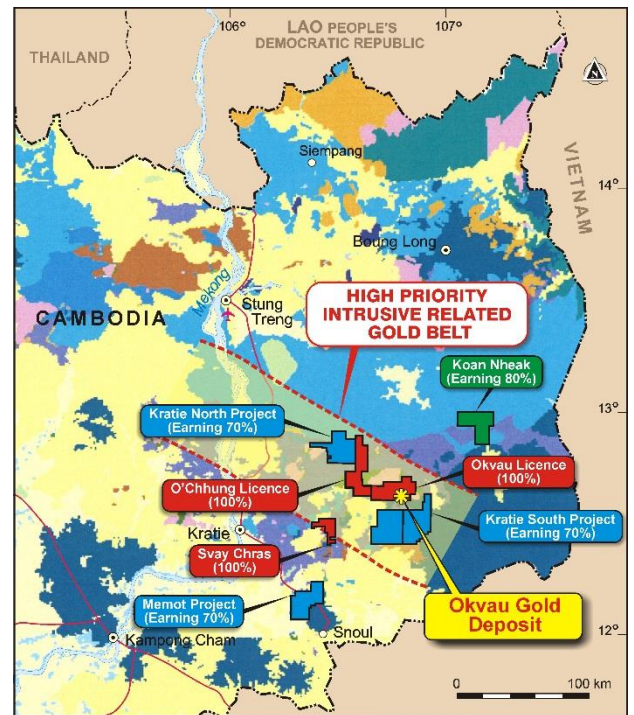 106°
107°
LAO PEOPLE'S
DEMOCRATIC REPUBLIC
THAILAND
N
VIETNAM
Siempang
14°
Boung Long
Mekong
Stung
Treng
CAMBODIA
HIGH PRIORITY
INTRUSIVE RELATED
GOLD BELT
Koan Nheak
(Earning 80%)
13°
Kratie North Project
(Earning 70%)
Okvau Licence
(100%)
O'Chhung Licence
(100%)
Kratie South Project
(Earning 70%)
Kratie
Svay Chras
(100%)
Memot Project
(Earning 70%)
Okvau Gold
Deposit
Snoul
12°
Kampong Cham
0
100 km